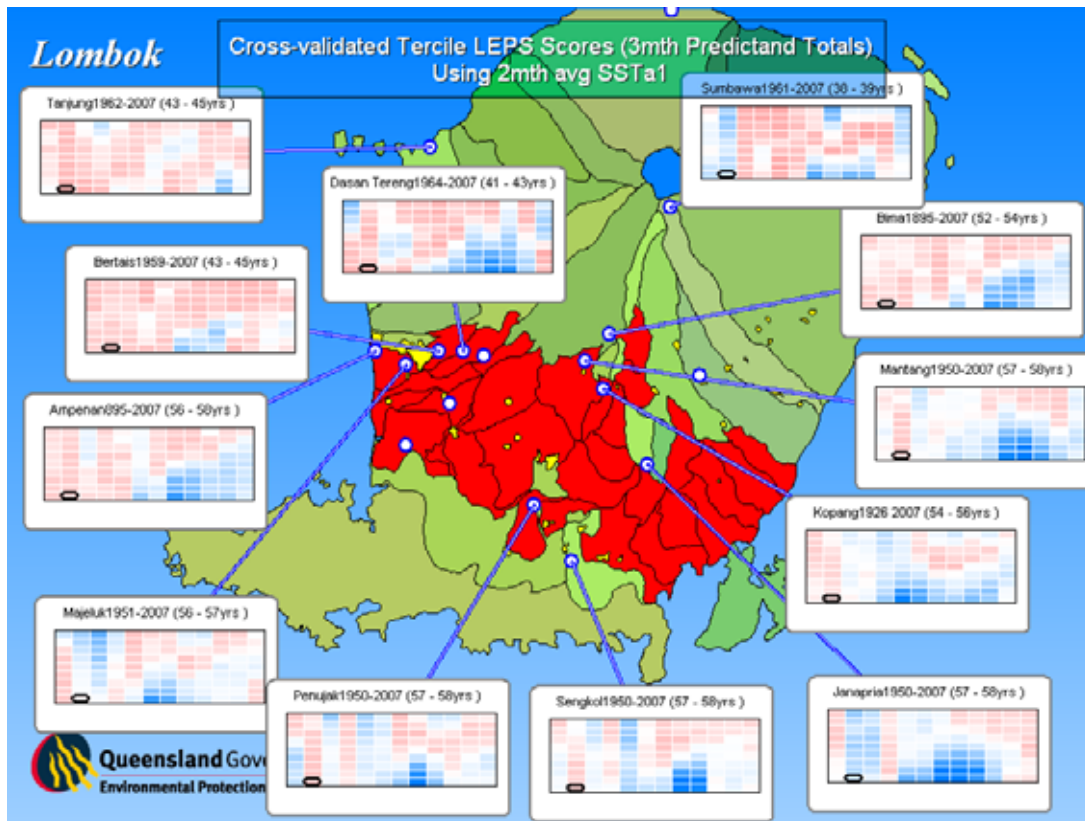 Lombok
Cross-validated Tercile LEPS Scores (3mth Predictand Totals)
Using 2mth avg SSTa1
Tanjung1962-2007 (43 - 45yrs )
Sumbawa1961-2007 (38 - 39yrs )
Dasan Tereng1964-2007 (41 - 43yrs )
Bima1895-2007 (52 - 54yrs )
Bertais1959-2007 (43 - 45yrs )
Mantang1950-2007 (57 - 58yrs )
Ampenan895-2007 (56 - 58yrs )
Kopang1926 2007 (54 - 56yrs )
Majeluk1951-2007 (56 - 57yrs )
Penujak1950-2007 (57 - 58yrs )
Sengkol1950-2007 (57 - 58yrs )
Janapria1950-2007 (57 - 58yrs )
Queensland Gove
Environmental Protection